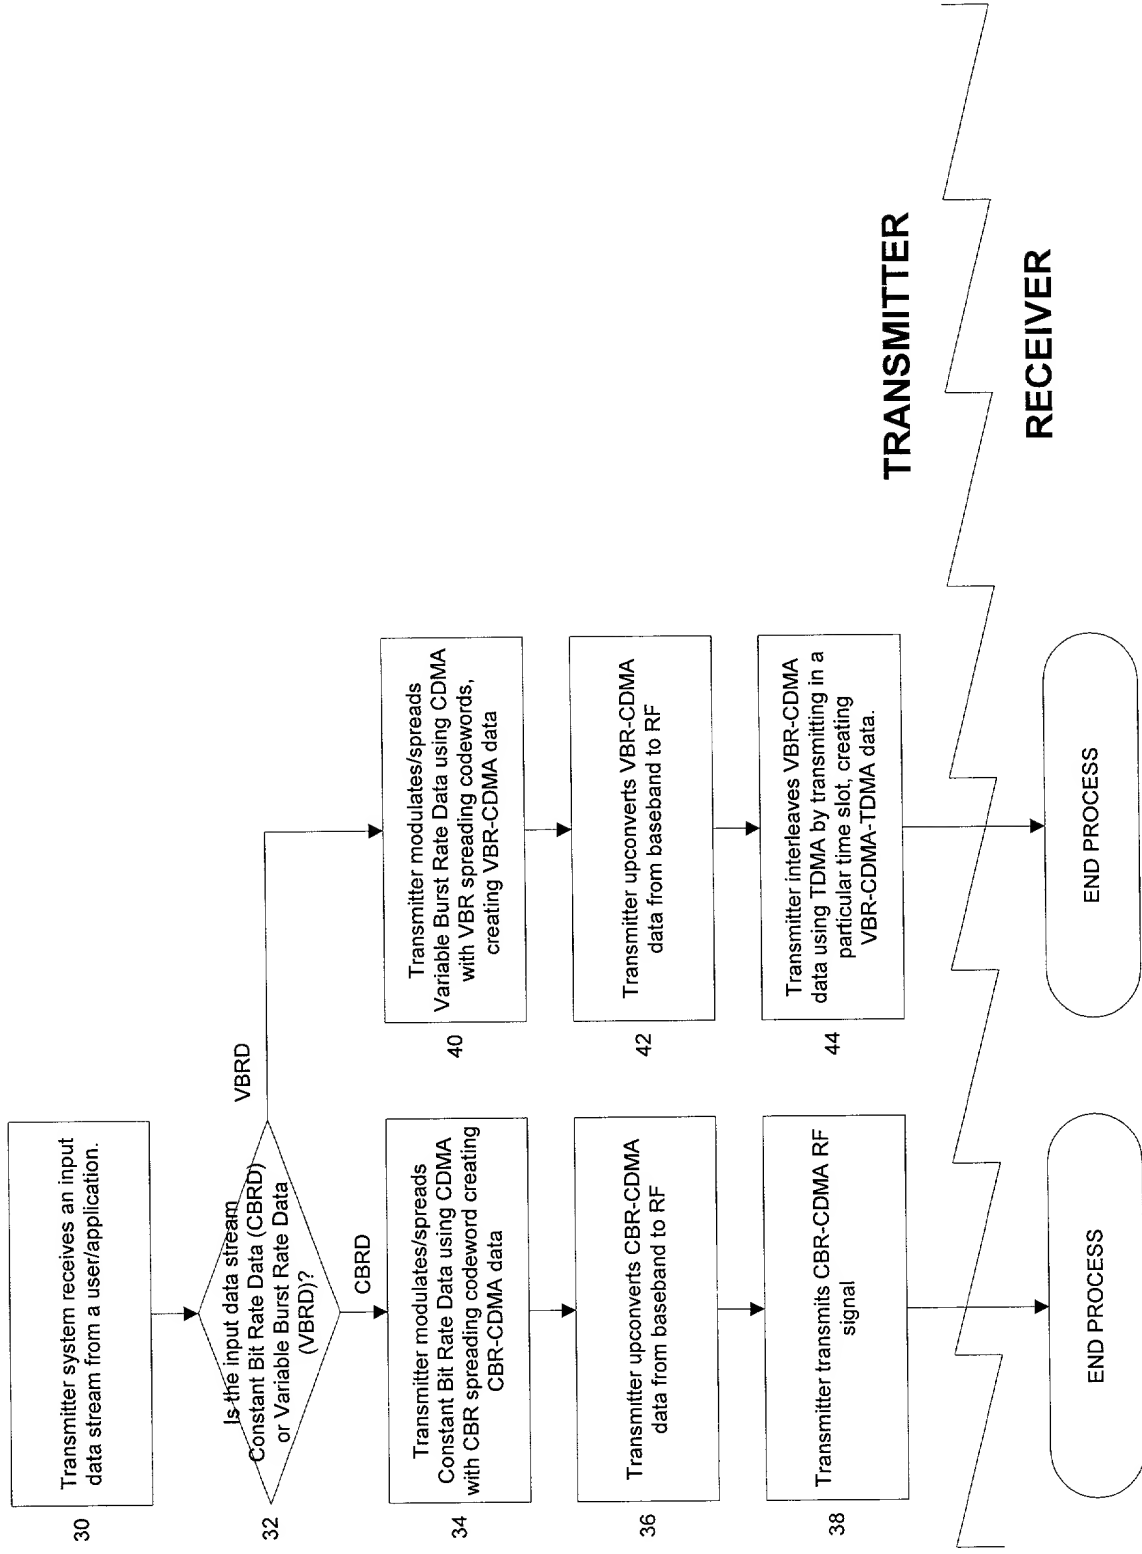 30
Transmitter system receives an input
data stream from a user/application.
32
Is the input data stream
Constant Bit Rate Data (CBRD)
or Variable Burst Rate Data
(VBRD)?
VBRD
CBRD
34
Transmitter modulates/spreads
Constant Bit Rate Data using CDMA
with CBR spreading codeword creating
CBR-CDMA data
40
Transmitter modulates/spreads
Variable Burst Rate Data using CDMA
with VBR spreading codewords,
creating VBR-CDMA data
36
Transmitter upconverts CBR-CDMA
data from baseband to RF
42
Transmitter upconverts VBR-CDMA
data from baseband to RF
38
Transmitter transmits CBR-CDMA RF
signal
44
Transmitter interleaves VBR-CDMA
data using TDMA by transmitting in a
particular time slot, creating
VBR-CDMA-TDMA data.
TRANSMITTER
RECEIVER
END PROCESS
END PROCESS